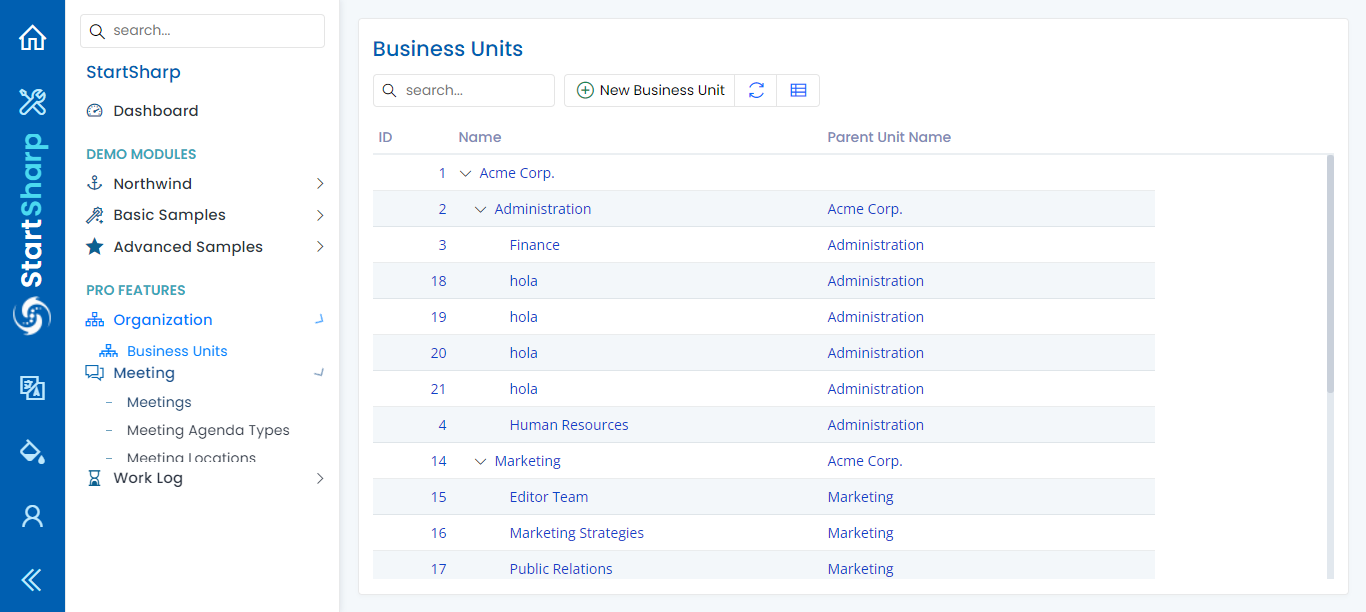 StartSharp
search...
StartSharp
Dashboard
DEMO MODULES
Northwind
Basic Samples
Advanced Samples
PRO FEATURES
Organization
Business Units
Meeting
Meetings
Meeting Agenda Types
Meeting Locations
Work Log
Business Units
search...
New Business Unit
ID Name Parent Unit Name
1 Acme Corp.
2 Administration Acme Corp.
3 Finance Administration
18 hola Administration
19 hola Administration
20 hola Administration
21 hola Administration
4 Human Resources Administration
14 Marketing Acme Corp.
15 Editor Team Marketing
16 Marketing Strategies Marketing
17 Public Relations Marketing